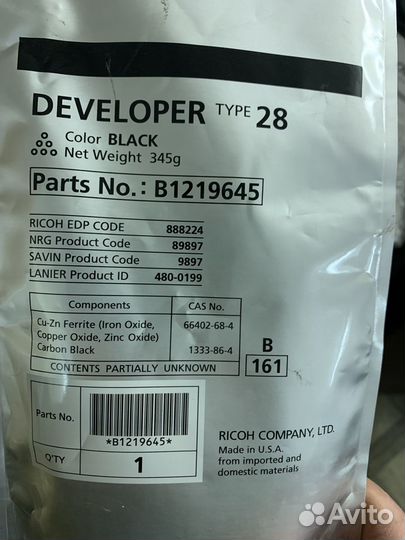 DEVELOPER TYPE 28
Color BLACK
Net Weight 345g
Parts No.: B1219645
RICOH EDP CODE 888224
NRG Product Code 89897
SAVIN Product CODE 9897
LANIER Product ID 480-0199
Components CAS No.
Cu-Zn Ferrite (Iron Oxide, 66402-68-4
Copper Oxide, Zinc Oxide)
Carbon Black 1333-86-4
CONTENTS PARTIALLY UNKNOWN
B
161
Parts No.
*B1219645*
Q'TY 1
RICOH COMPANY, LTD.
Made in U.S.A.
from imported and
domestic materials
Avito